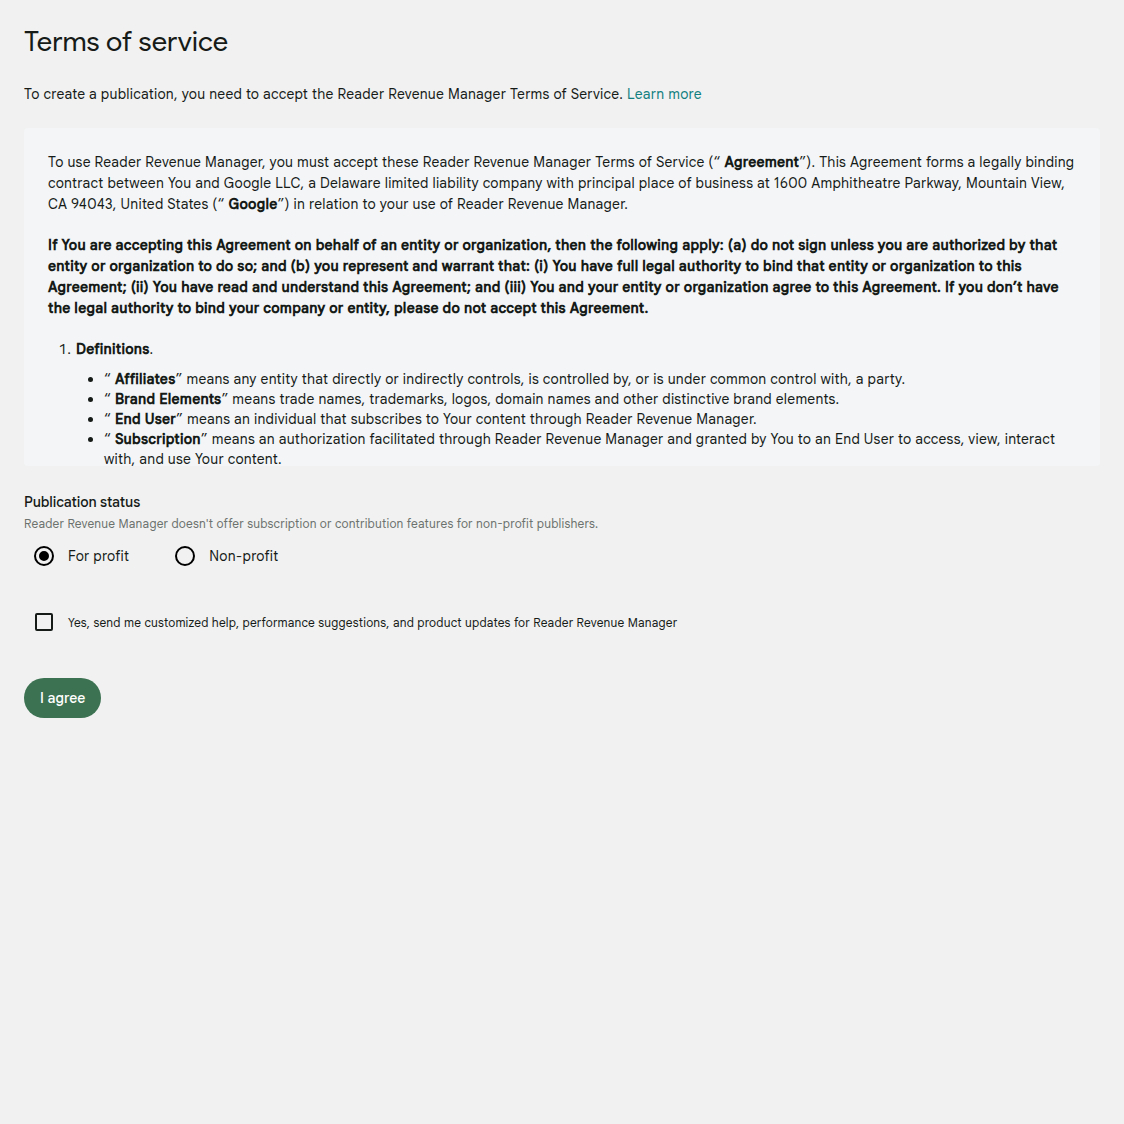 Terms of service
To create a publication, you need to accept the Reader Revenue Manager Terms of Service. Learn more
To use Reader Revenue Manager, you must accept these Reader Revenue Manager Terms of Service (“ Agreement”). This Agreement forms a legally binding
contract between You and Google LLC, a Delaware limited liability company with principal place of business at 1600 Amphitheatre Parkway, Mountain View,
CA 94043, United States (“ Google”) in relation to your use of Reader Revenue Manager.
If You are accepting this Agreement on behalf of an entity or organization, then the following apply: (a) do not sign unless you are authorized by that
entity or organization to do so; and (b) you represent and warrant that: (i) You have full legal authority to bind that entity or organization to this
Agreement; (ii) You have read and understand this Agreement; and (iii) You and your entity or organization agree to this Agreement. If you don’t have
the legal authority to bind your company or entity, please do not accept this Agreement.
1. Definitions.
• “ Affiliates” means any entity that directly or indirectly controls, is controlled by, or is under common control with, a party.
• “ Brand Elements” means trade names, trademarks, logos, domain names and other distinctive brand elements.
• “ End User” means an individual that subscribes to Your content through Reader Revenue Manager.
• “ Subscription” means an authorization facilitated through Reader Revenue Manager and granted by You to an End User to access, view, interact
with, and use Your content.
Publication status
Reader Revenue Manager doesn't offer subscription or contribution features for non-profit publishers.
For profit Non-profit
Yes, send me customized help, performance suggestions, and product updates for Reader Revenue Manager
I agree